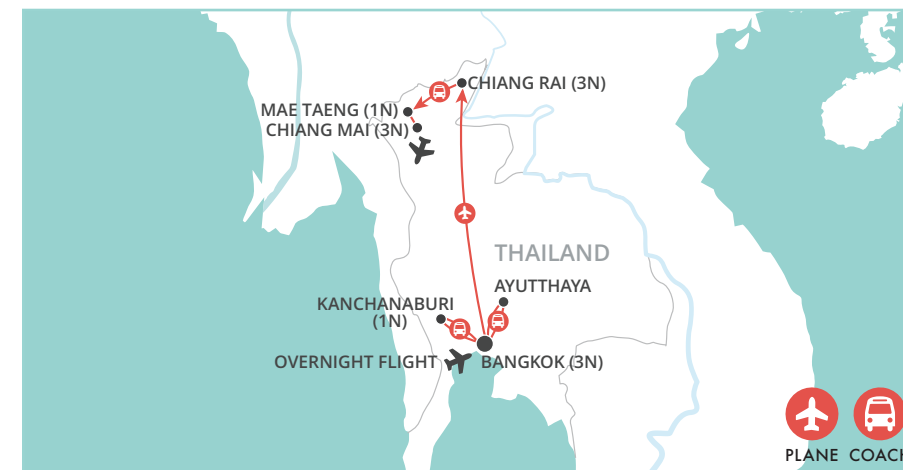 CHIANG RAI (3N)
MAE TAENG (1N)
CHIANG MAI (3N)
THAILAND
AYUTTHAYA
KANCHANABURI
(1N)
OVERNIGHT FLIGHT
BANGKOK (3N)
PLANE COACH